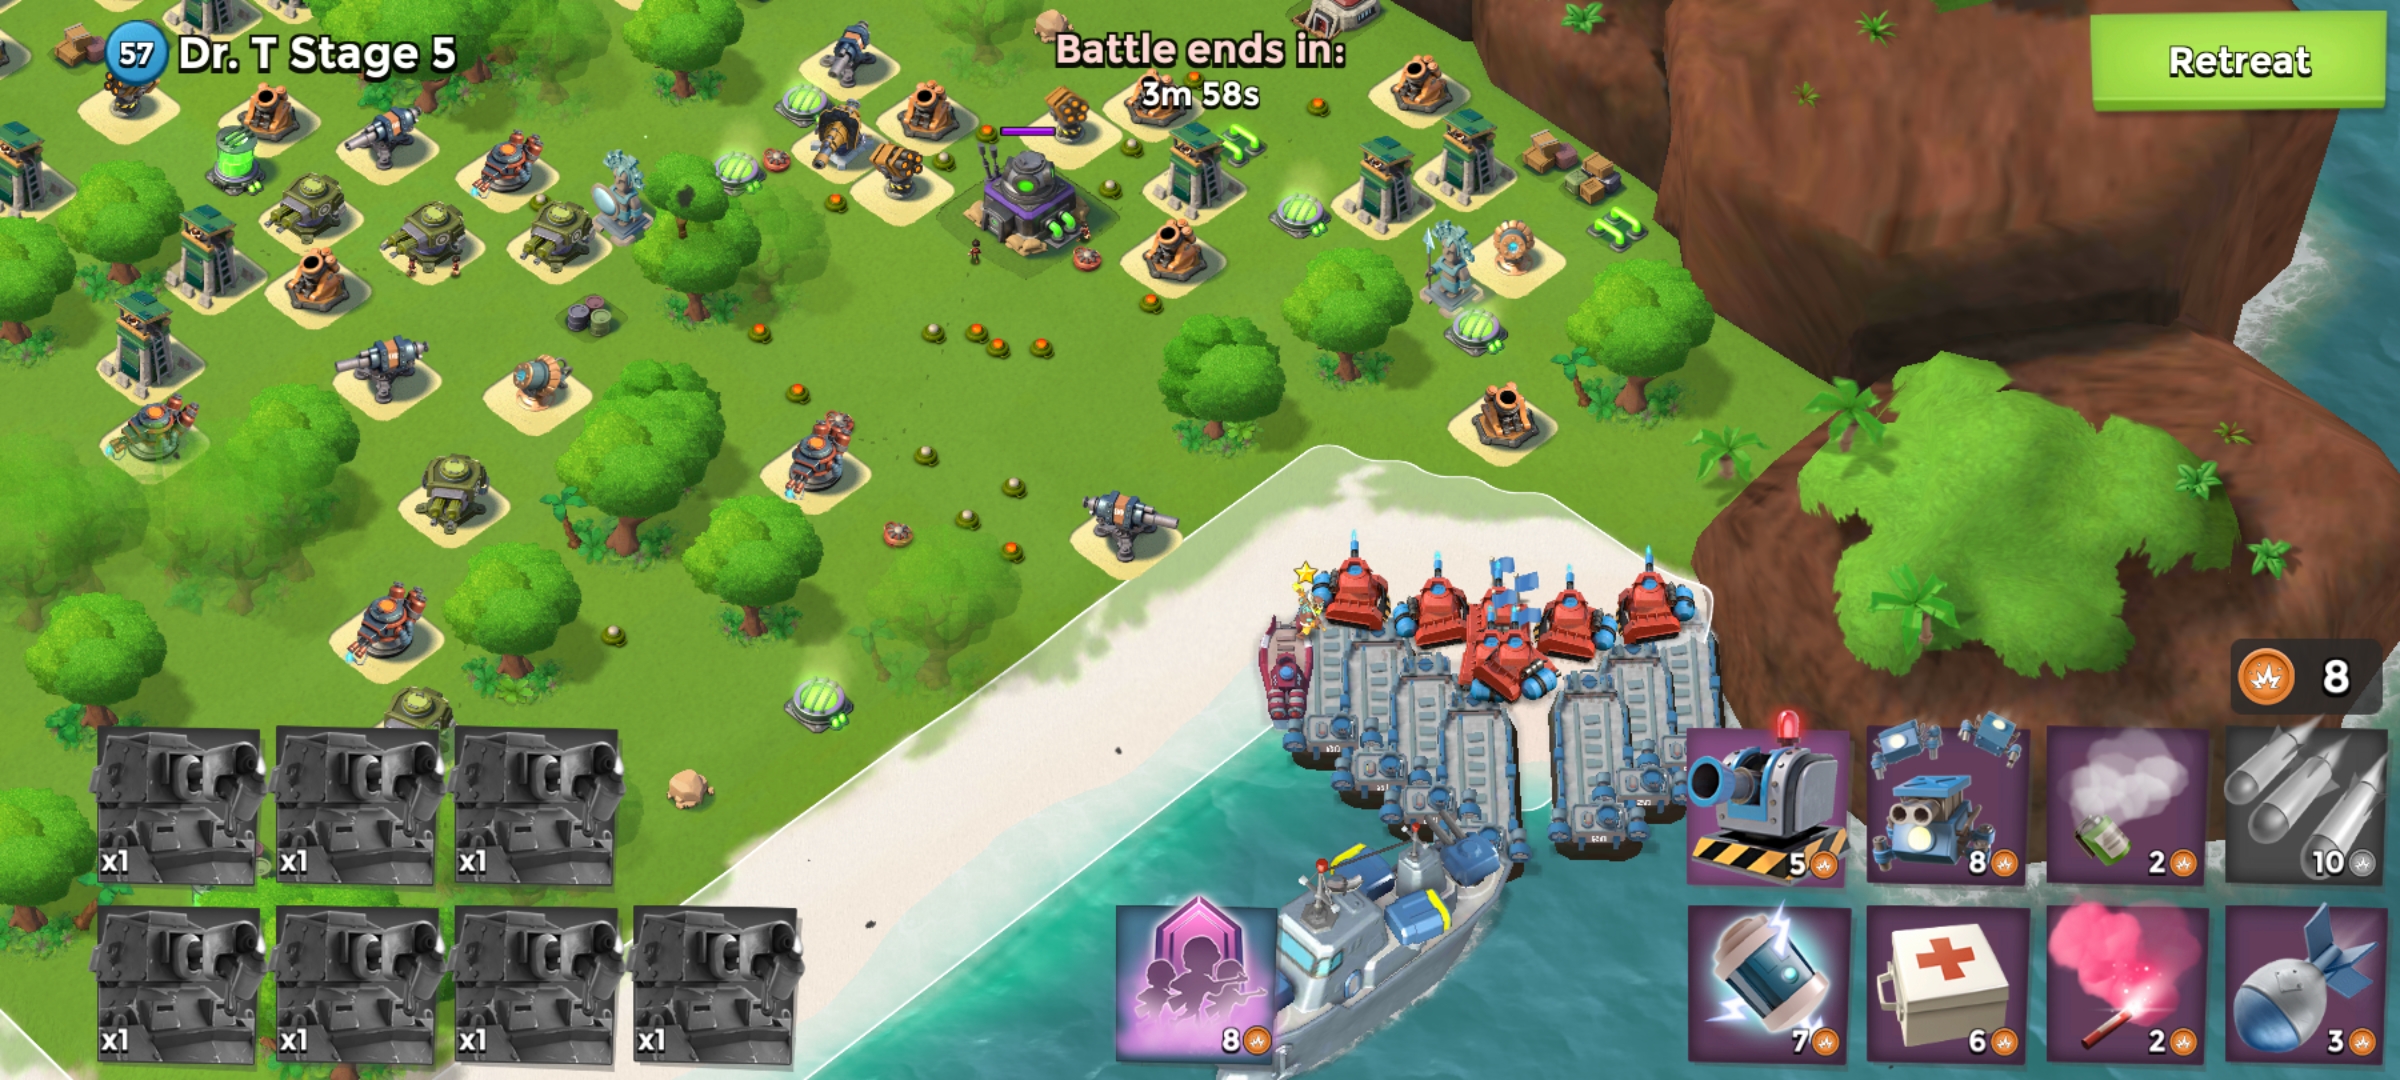 57 Dr. T Stage 5
Battle ends in:
3m 58s
Retreat
8
x1 x1 x1
5 8 2 10
x1 x1 x1 x1
8
7 6 2 3